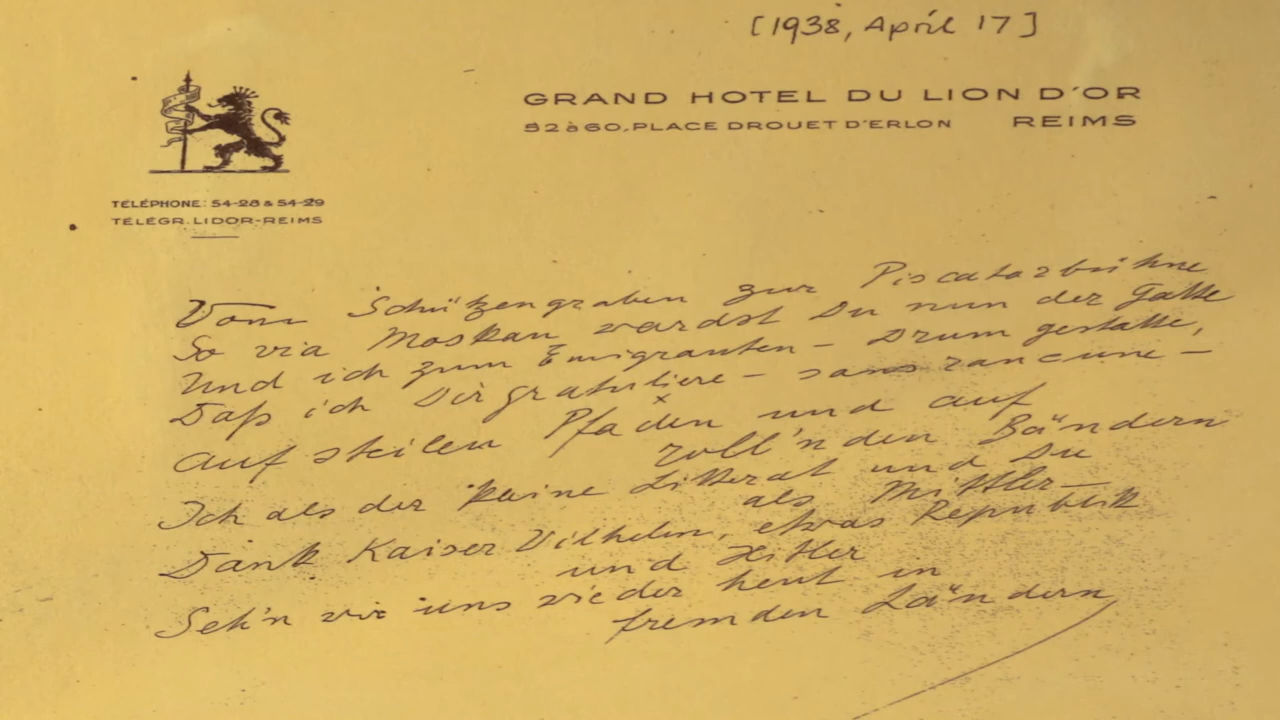 [1938, April 17]
GRAND HOTEL DU LION D'OR
52 à 60, PLACE DROUET D'ERLON REIMS
TÉLÉPHONE: 54-28 & 54-29
TÉLÉGR. LIDOR-REIMS
Vom Schützengraben zur Piscatorbühne
So via Moskau wardst Du nun der Gatte
Und ich zum Emigranten – Drum gestatte,
Daß ich Dir gratuliere – sans rancune –
Auf steilen Pfaden und auf
roll'nden Bändern
Ich als der reine Litterat und Du
als Mittler –
Dank Kaiser Wilhelm, etwas Republik
und Hitler
Seh'n wir uns wieder heut in
fremden Ländern